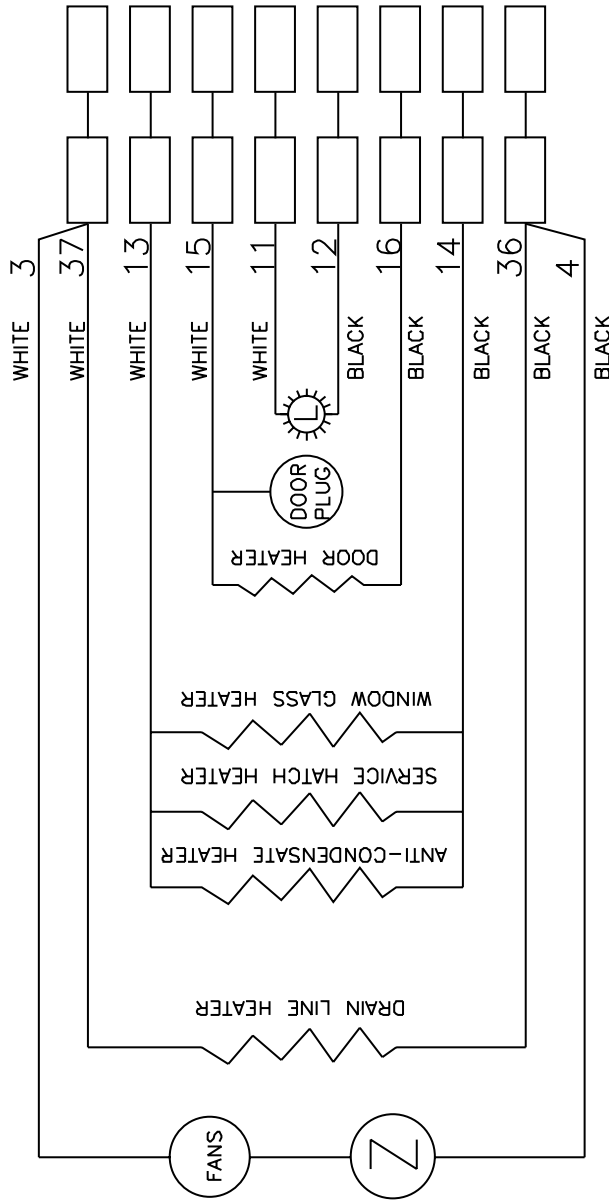 3
37
13
15
11
12
16
14
36
4
WHITE
WHITE
WHITE
WHITE
WHITE
BLACK
BLACK
BLACK
BLACK
BLACK
L
DOOR
PLUG
DOOR HEATER
WINDOW GLASS HEATER
SERVICE HATCH HEATER
ANTI-CONDENSATE HEATER
DRAIN LINE HEATER
FANS
Z